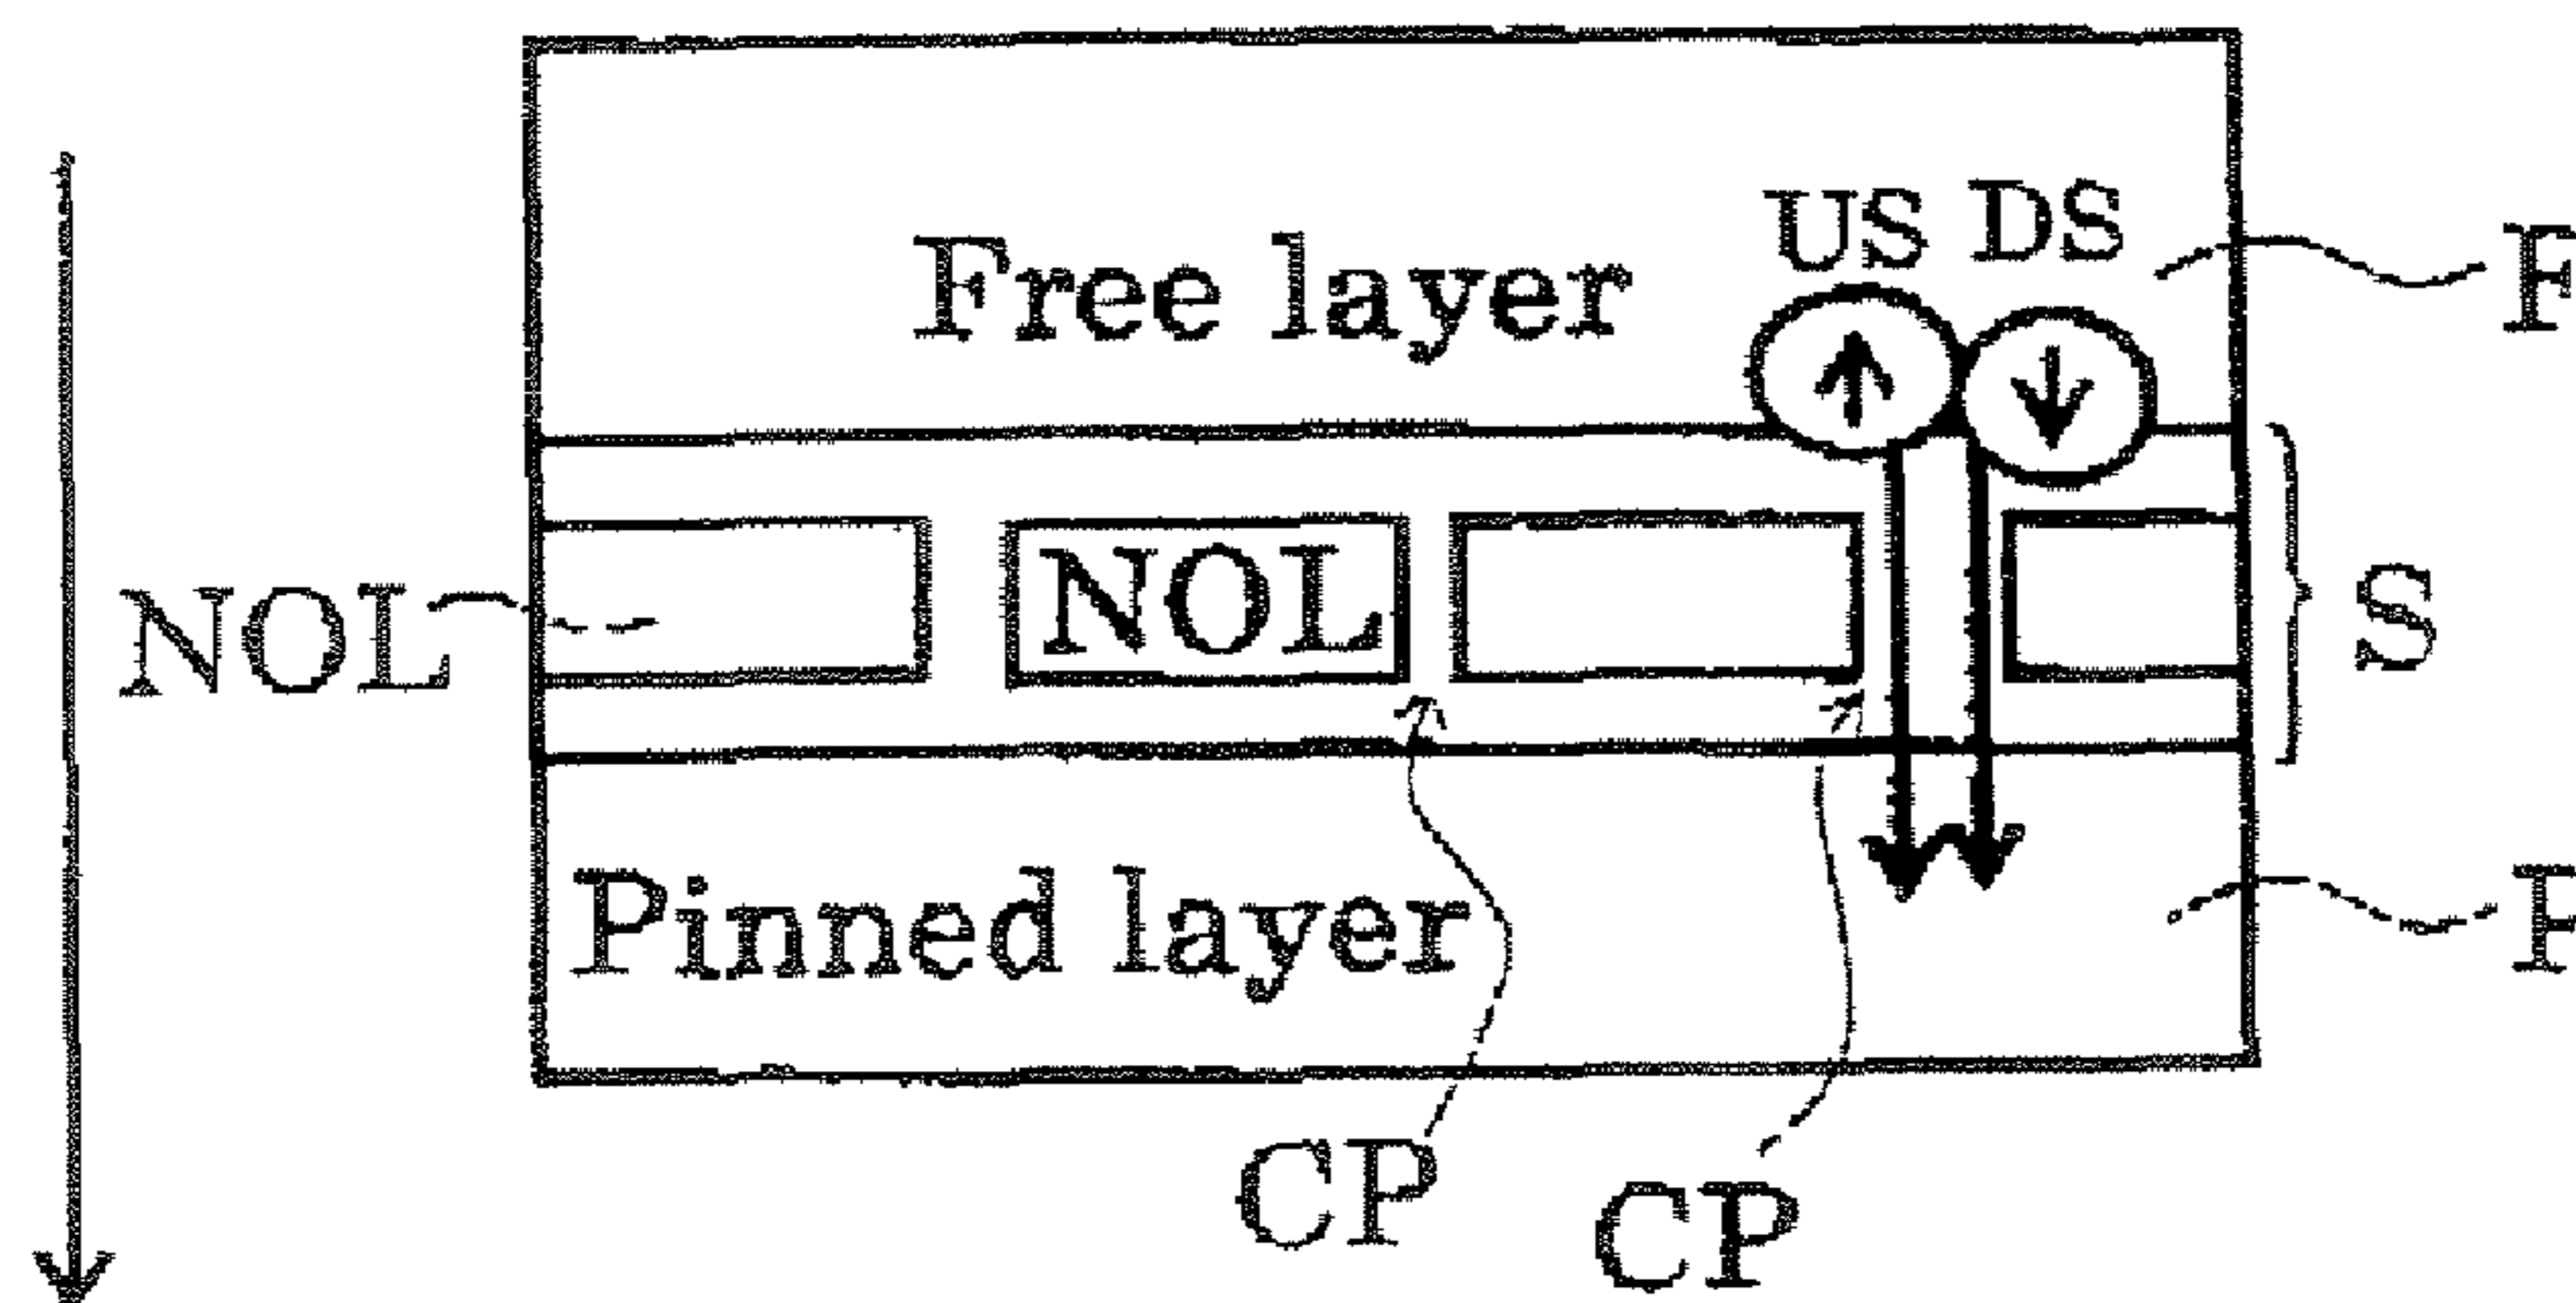 US DS
F
Free layer
NOL
NOL
S
Pinned layer
CP
CP